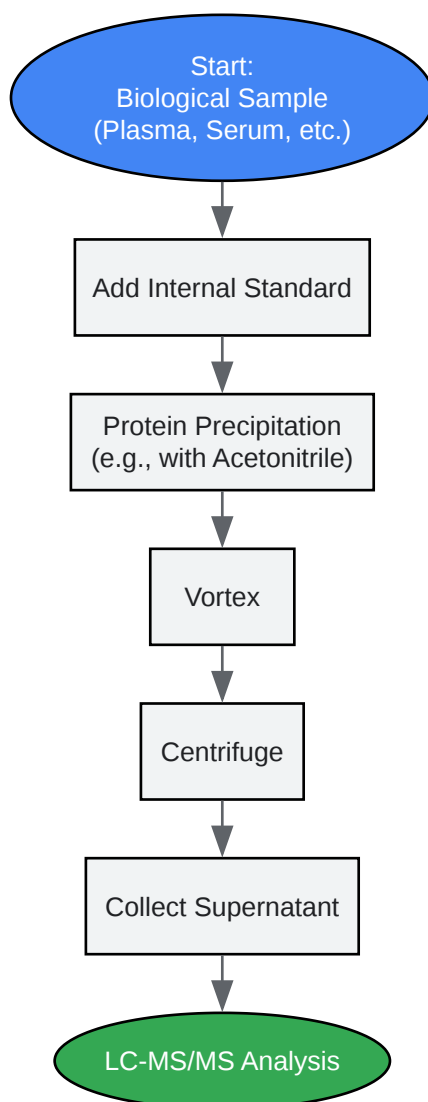 Start:
Biological Sample
(Plasma, Serum, etc.)
Add Internal Standard
Protein Precipitation
(e.g., with Acetonitrile)
Vortex
Centrifuge
Collect Supernatant
LC-MS/MS Analysis